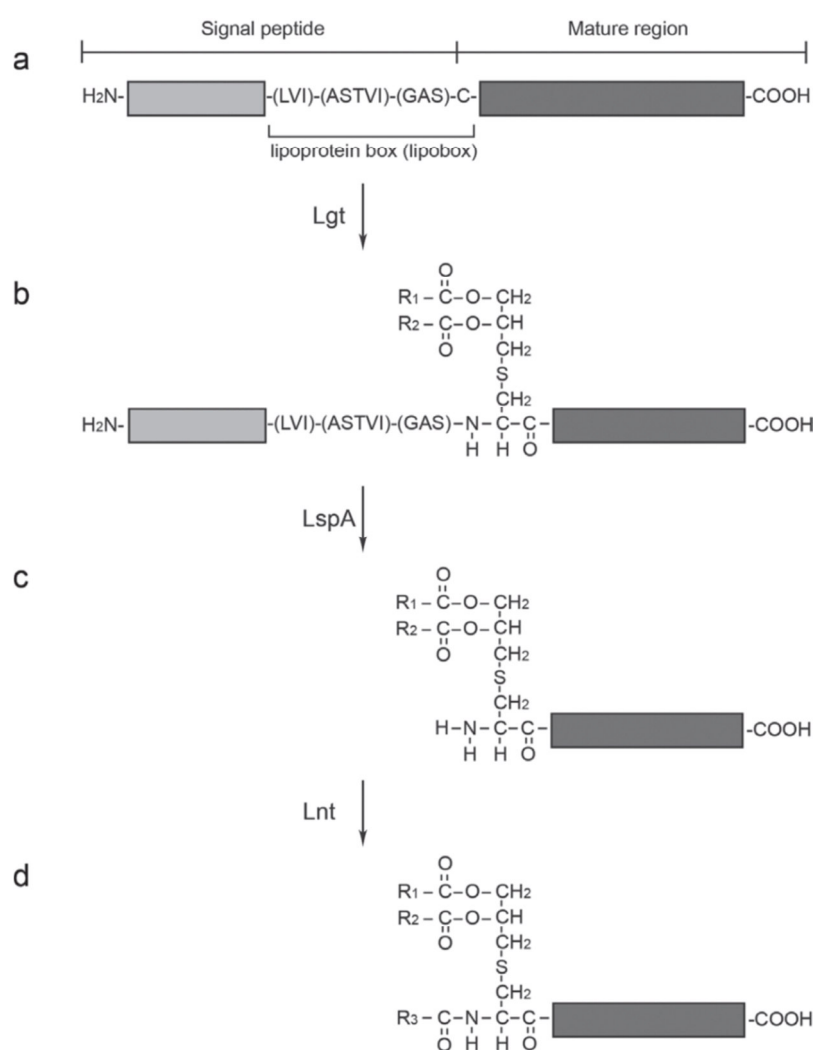 Signal peptide Mature region
a
H2N- -(LVI)-(ASTVI)-(GAS)-C- -COOH
lipoprotein box (lipobox)
Lgt
b
O
R1–C–O–CH2
R2–C–O–CH
O CH2
S
CH2
H2N- -(LVI)-(ASTVI)-(GAS)–N–C–C– -COOH
H H O
LspA
c
O
R1–C–O–CH2
R2–C–O–CH
O CH2
S
CH2
H–N–C–C– -COOH
H H O
Lnt
d
O
R1–C–O–CH2
R2–C–O–CH
O CH2
S
CH2
R3–C–N–C–C– -COOH
O H H O